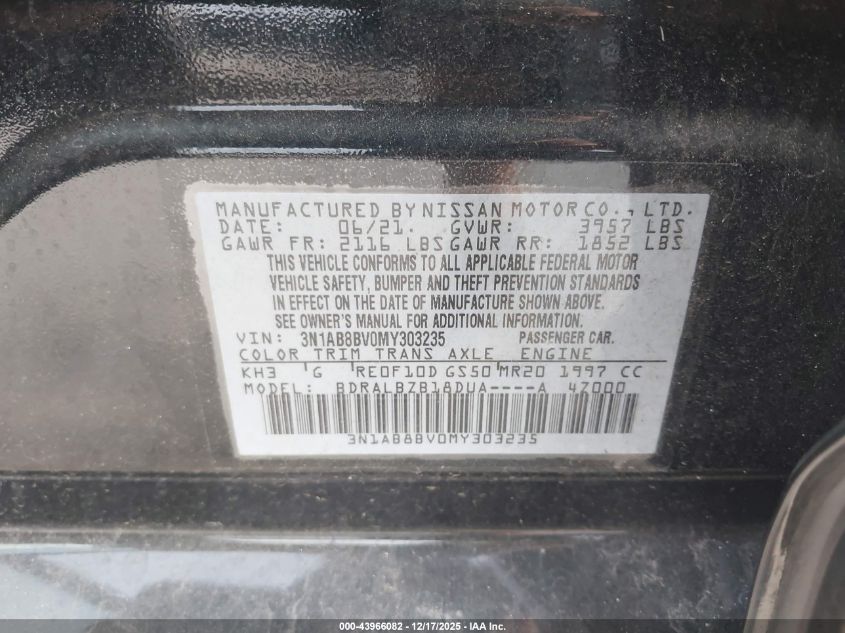 MANUFACTURED BY NISSAN MOTOR CO., LTD.
DATE: 06/21. GVWR: 3957 LBS
GAWR FR: 2116 LBS GAWR RR: 1852 LBS
THIS VEHICLE CONFORMS TO ALL APPLICABLE FEDERAL MOTOR
VEHICLE SAFETY, BUMPER AND THEFT PREVENTION STANDARDS
IN EFFECT ON THE DATE OF MANUFACTURE SHOWN ABOVE.
SEE OWNER'S MANUAL FOR ADDITIONAL INFORMATION.
VIN: 3N1AB8BV0MY303235 PASSENGER CAR.
COLOR TRIM TRANS AXLE ENGINE
KH3 G RE0F10D GS50 MR20 1997 CC
MODEL: BDRALBZB18DUA----A 47000
3N1AB8BV0MY303235
000-43966082 - 12/17/2025 - IAA Inc.